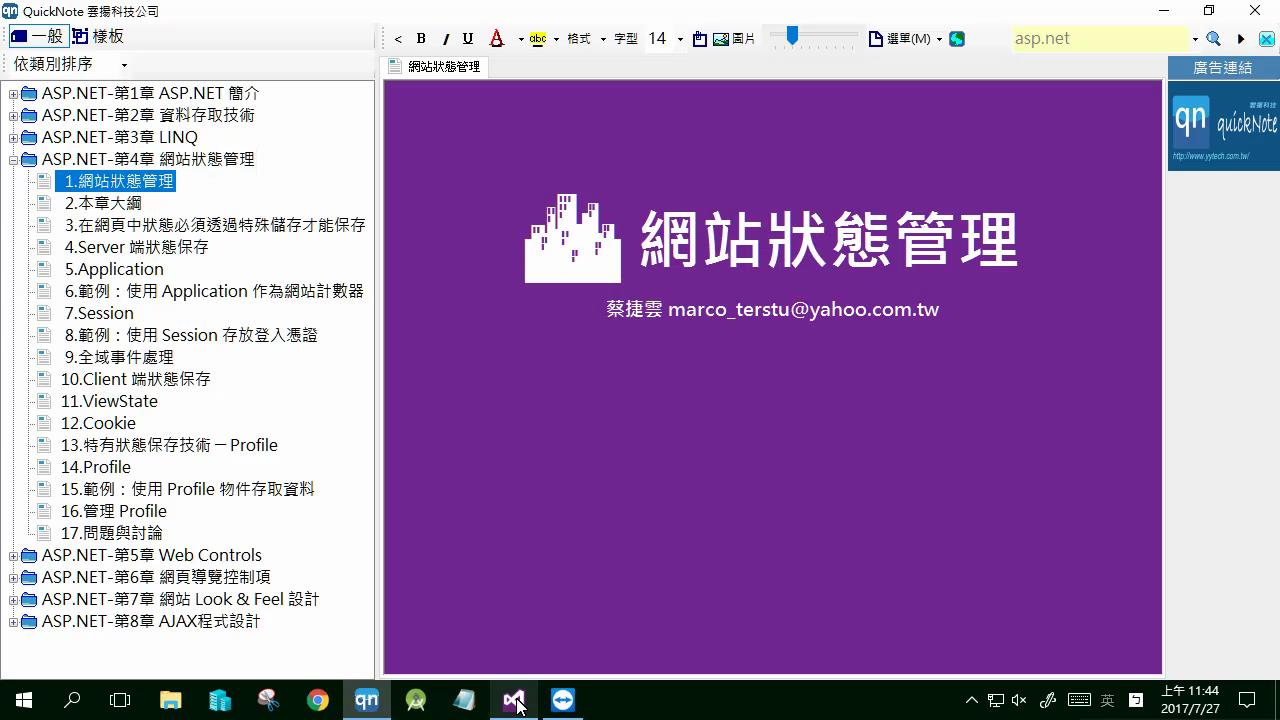 qn QuickNote 雲揚科技公司
一般 樣板 < B I U A abc 格式 字型 14 圖片 選單(M) asp.net
依類別排序
網站狀態管理
廣告連結
ASP.NET-第1章 ASP.NET 簡介
ASP.NET-第2章 資料存取技術
ASP.NET-第3章 LINQ
ASP.NET-第4章 網站狀態管理
1.網站狀態管理
2.本章大綱
3.在網頁中狀態必須透過特殊儲存才能保存
4.Server 端狀態保存
5.Application
6.範例：使用 Application 作為網站計數器
7.Session
8.範例：使用 Session 存放登入憑證
9.全域事件處理
10.Client 端狀態保存
11.ViewState
12.Cookie
13.特有狀態保存技術－Profile
14.Profile
15.範例：使用 Profile 物件存取資料
16.管理 Profile
17.問題與討論
ASP.NET-第5章 Web Controls
ASP.NET-第6章 網頁導覽控制項
ASP.NET-第7章 網站 Look & Feel 設計
ASP.NET-第8章 AJAX程式設計
網站狀態管理
蔡捷雲 marco_terstu@yahoo.com.tw
雲揚科技
qn quickNote
http://www.yytech.com.tw/
qn
英
上午 11:44
2017/7/27